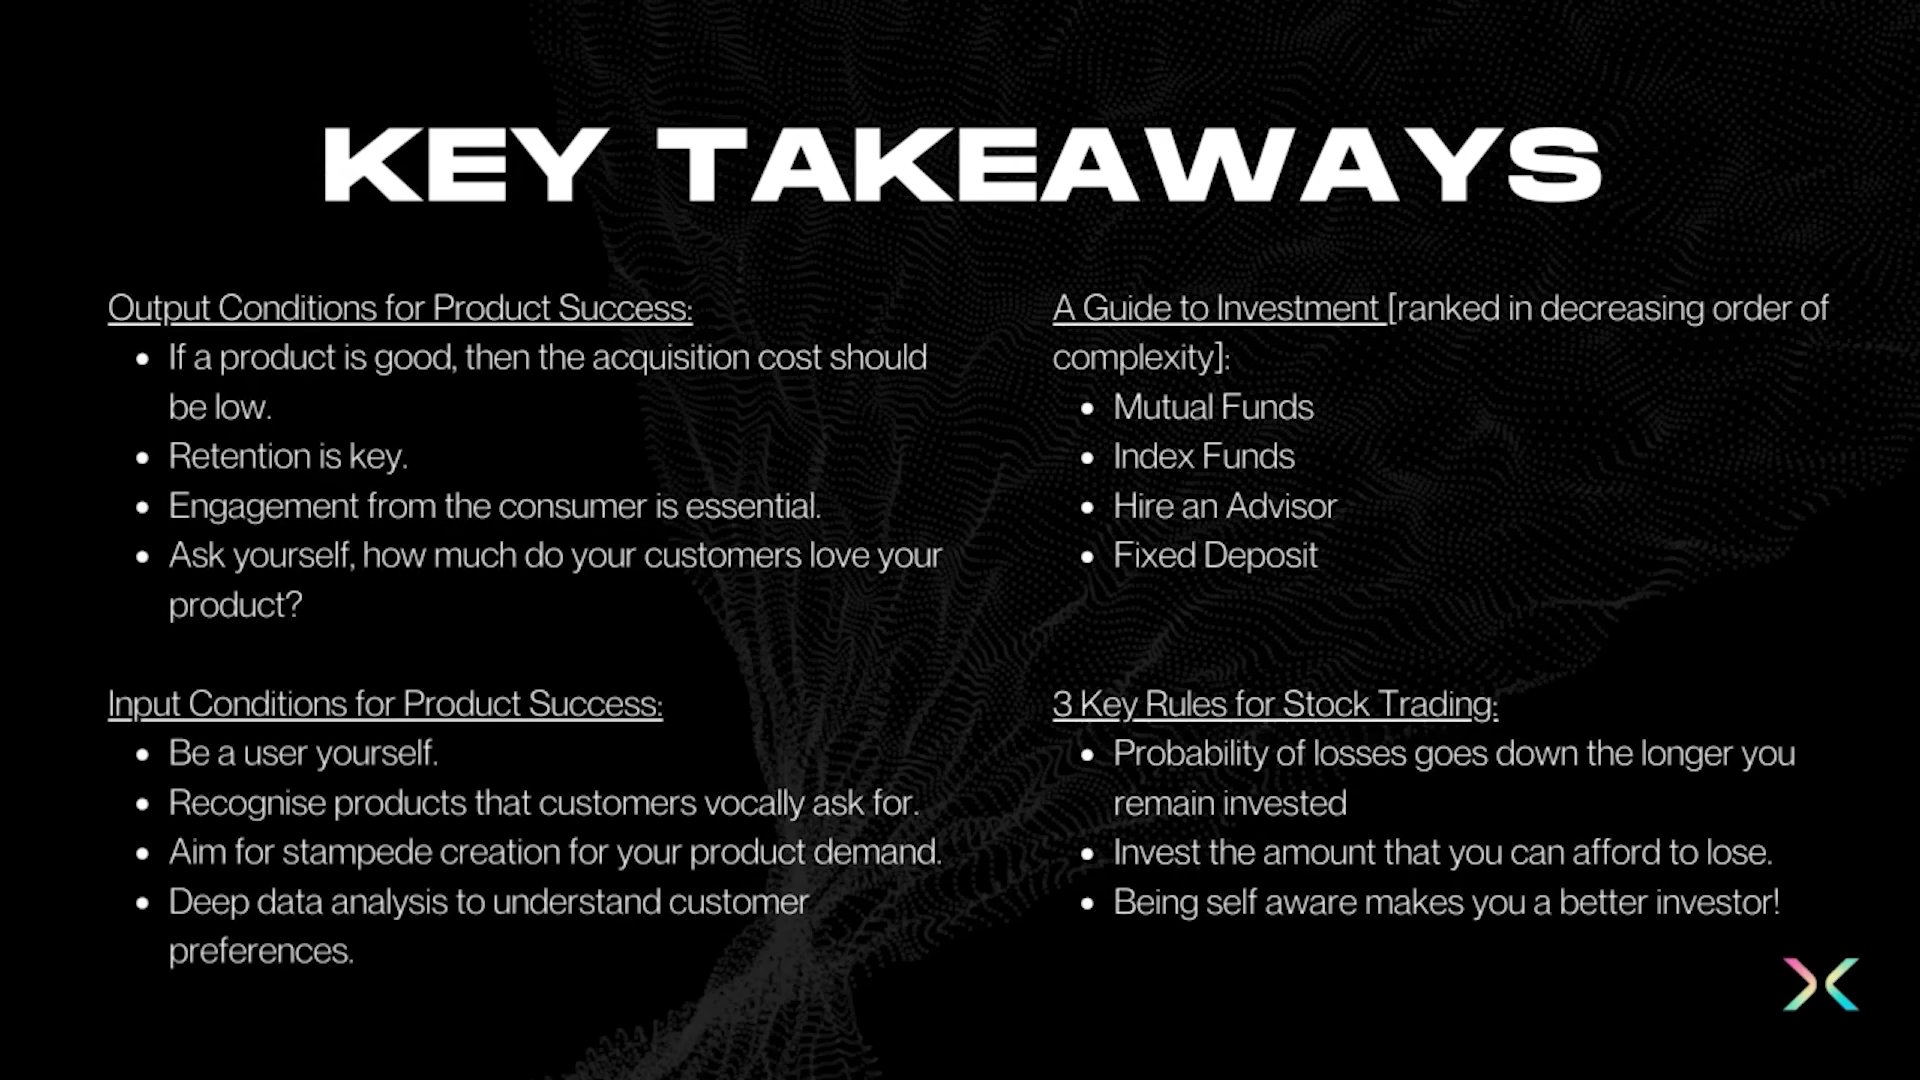 KEY TAKEAWAYS
Output Conditions for Product Success:
• If a product is good, then the acquisition cost should
be low.
• Retention is key.
• Engagement from the consumer is essential.
• Ask yourself, how much do your customers love your
product?
Input Conditions for Product Success:
• Be a user yourself.
• Recognise products that customers vocally ask for.
• Aim for stampede creation for your product demand.
• Deep data analysis to understand customer
preferences.
A Guide to Investment [ranked in decreasing order of
complexity]:
• Mutual Funds
• Index Funds
• Hire an Advisor
• Fixed Deposit
3 Key Rules for Stock Trading:
• Probability of losses goes down the longer you
remain invested
• Invest the amount that you can afford to lose.
• Being self aware makes you a better investor!